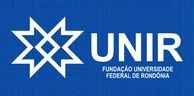 UNIR
FUNDAÇÃO UNIVERSIDADE
FEDERAL DE RONDÔNIA